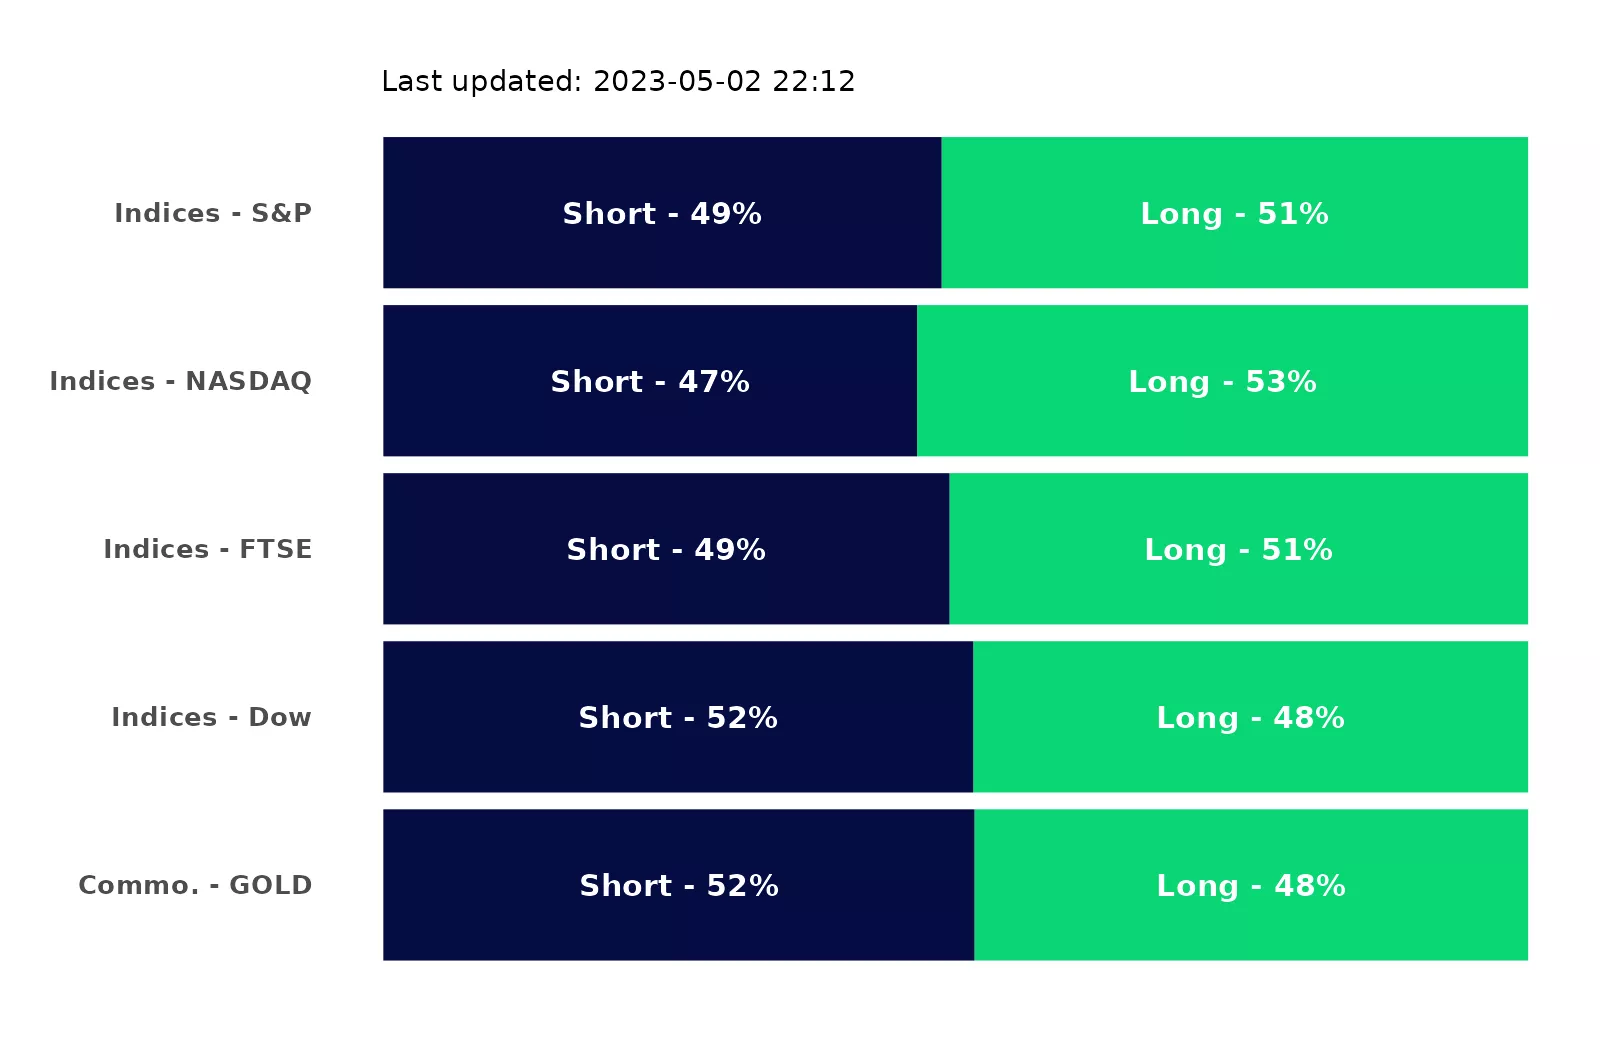 Last updated: 2023-05-02 22:12
Indices - S&P Short - 49% Long - 51%
Indices - NASDAQ Short - 47% Long - 53%
Indices - FTSE Short - 49% Long - 51%
Indices - Dow Short - 52% Long - 48%
Commo. - GOLD Short - 52% Long - 48%